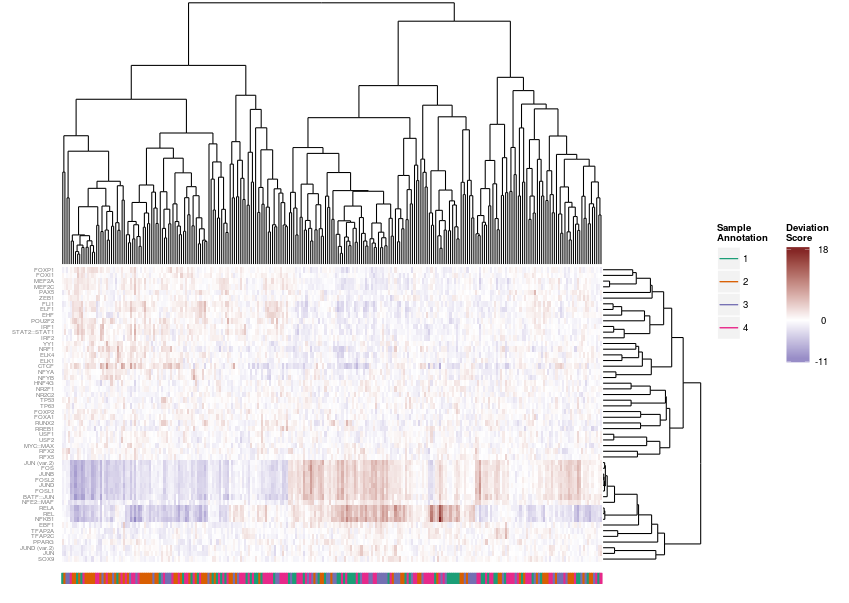 Sample
Annotation
1
2
3
4
Deviation
Score
18
0
-11
FOXP1
FOXI1
MEF2A
MEF2C
PAX5
ZEB1
FLI1
ELF1
EHF
POU2F2
IRF1
STAT2::STAT1
IRF2
YY1
NRF1
ELK4
ELK1
CTCF
NFYA
NFYB
HNF4G
NR2F1
NR2C2
TP53
TP63
FOXP2
FOXA1
RUNX2
RREB1
USF1
USF2
MYC::MAX
RFX2
RFX5
JUN (var.2)
FOS
JUNB
FOSL2
JUND
FOSL1
BATF::JUN
NFE2::MAF
RELA
REL
NFKB1
EBF1
TFAP2A
TFAP2C
PPARG
JUND (var.2)
JUN
SOX9